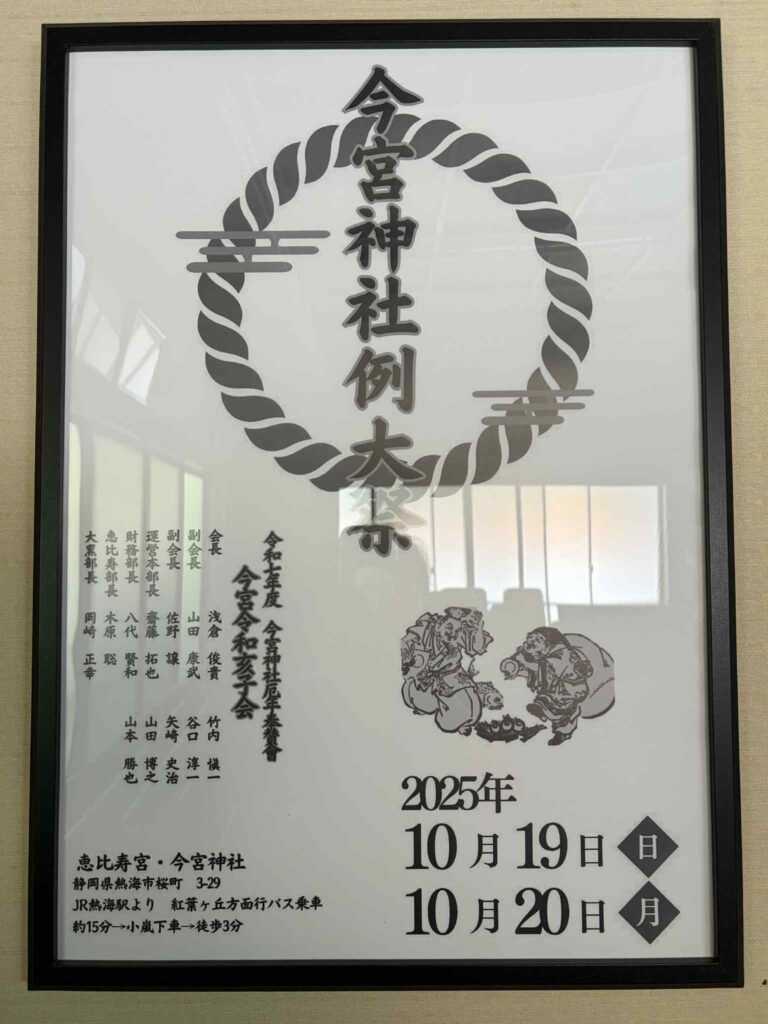 今宮神社例大祭
令和七年度　今宮神社厄年奉賛會
今宮令和亥子会
会長　浅倉　俊貴　竹内　愼一
副会長　山田　康武　谷口　淳一
副会長　佐野　讓　矢崎　史治
運営本部長　齋藤　拓也　山田　博之
財務部長　八代　賢和　山本　勝也
恵比寿部長　木原　聡
大黒部長　岡崎　正幸
2025年
10月19日 日
10月20日 月
恵比寿宮・今宮神社
静岡県熱海市桜町　3-29
JR熱海駅より　紅葉ヶ丘方面行バス乗車
約15分→小嵐下車→徒歩3分